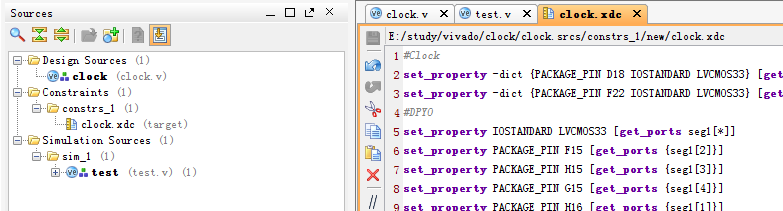 Sources
Design Sources (1)
clock (clock.v)
Constraints (1)
constrs_1 (1)
clock.xdc (target)
Simulation Sources (1)
sim_1 (1)
test (test.v) (1)
clock.v
test.v
clock.xdc
E:/study/vivado/clock/clock.srcs/constrs_1/new/clock.xdc
1 #Clock
2 set_property -dict {PACKAGE_PIN D18 IOSTANDARD LVCMOS33} [get
3 set_property -dict {PACKAGE_PIN F22 IOSTANDARD LVCMOS33} [get
4 #DPY0
5 set_property IOSTANDARD LVCMOS33 [get_ports seg1[*]]
6 set_property PACKAGE_PIN F15 [get_ports {seg1[2]}]
7 set_property PACKAGE_PIN H15 [get_ports {seg1[3]}]
8 set_property PACKAGE_PIN G15 [get_ports {seg1[4]}]
9 set_property PACKAGE_PIN H16 [get_ports {seg1[1]}]